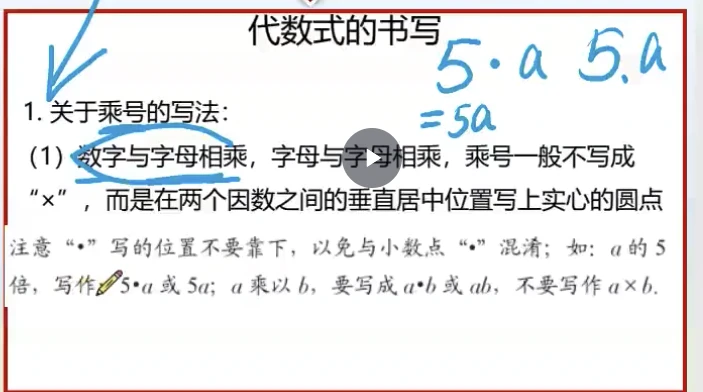 代数式的书写
5·a 5.a
=5a
1. 关于乘号的写法：
（1）数字与字母相乘，字母与字母相乘，乘号一般不写成
“×”，而是在两个因数之间的垂直居中位置写上实心的圆点
注意“•”写的位置不要靠下，以免与小数点“•”混淆；如：a 的 5
倍，写作 5•a 或 5a；a 乘以 b，要写成 a•b 或 ab，不要写作 a×b.